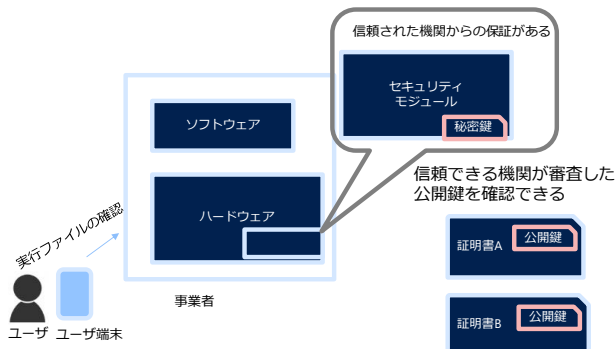 信頼された機関からの保証がある
セキュリティ
モジュール
秘密鍵
ソフトウェア
ハードウェア
信頼できる機関が審査した
公開鍵を確認できる
実行ファイルの確認
証明書A
公開鍵
事業者
証明書B
公開鍵
ユーザ
ユーザ端末